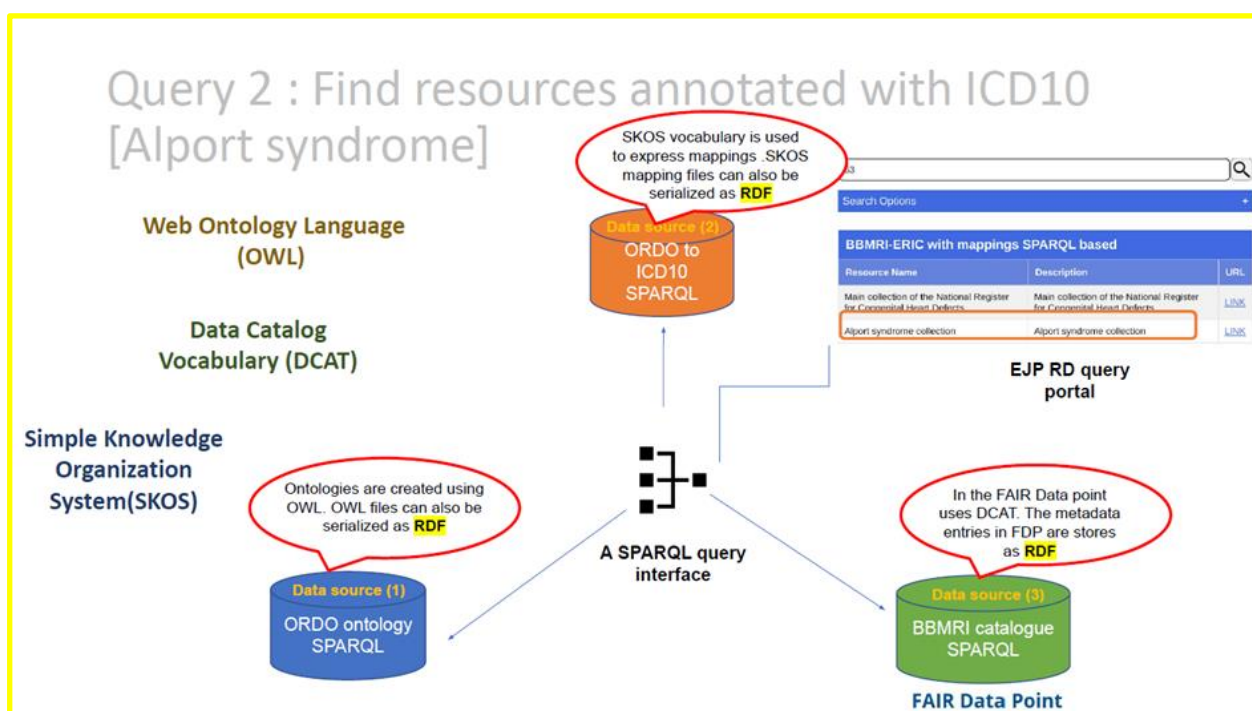 Query 2 : Find resources annotated with ICD10
[Alport syndrome]
SKOS vocabulary is used
to express mappings .SKOS
mapping files can also be
serialized as RDF
Data source (2)
ORDO to
ICD10
SPARQL
Web Ontology Language
(OWL)
Data Catalog
Vocabulary (DCAT)
Simple Knowledge
Organization
System(SKOS)
Search Options +
BBMRI-ERIC with mappings SPARQL based
Resource Name Description URL
Main collection of the National Register Main collection of the National Register LINK
for Congenital Heart Defects for Congenital Heart Defects
Alport syndrome collection Alport syndrome collection LINK
EJP RD query
portal
Ontologies are created using
OWL. OWL files can also be
serialized as RDF
Data source (1)
ORDO ontology
SPARQL
A SPARQL query
interface
In the FAIR Data point
uses DCAT. The metadata
entries in FDP are stores
as RDF
Data source (3)
BBMRI catalogue
SPARQL
FAIR Data Point